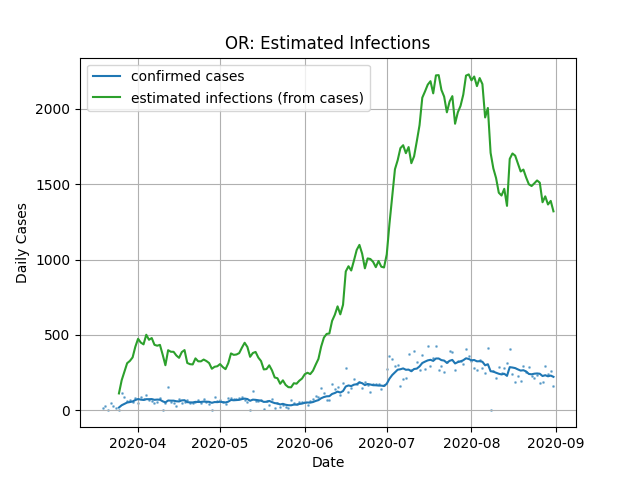 OR: Estimated Infections
confirmed cases
estimated infections (from cases)
Daily Cases
2000
1500
1000
500
0
2020-04 2020-05 2020-06 2020-07 2020-08 2020-09
Date